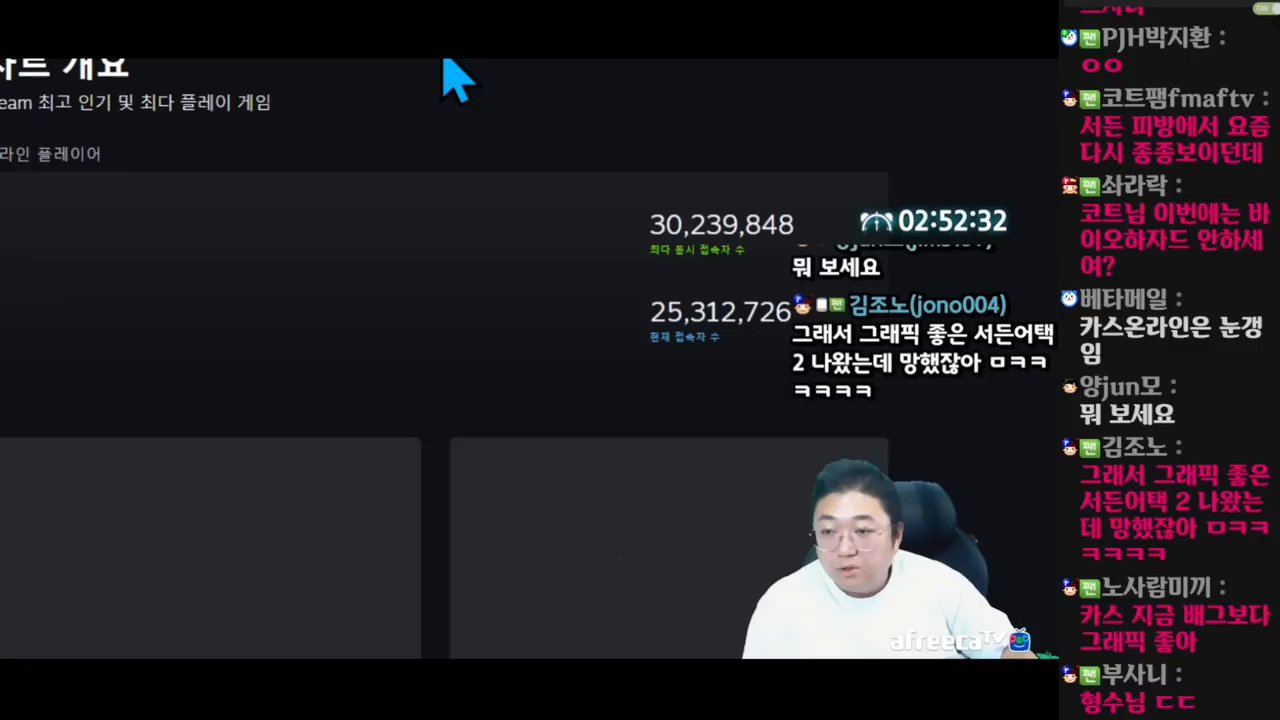 차트 개요
eam 최고 인기 및 최다 플레이 게임
라인 플레이어
30,239,848
최다 동시 접속자 수
25,312,726
현재 접속자 수
02:52:32
뭐 보세요
김조노(jono004)
그래서 그래픽 좋은 서든어택
2 나왔는데 망했잖아 ㅁㅋㅋ
ㅋㅋㅋㅋ
afreecaTV
팬 PJH박지환 :
ㅇㅇ
팬 코트팸fmaftv :
서든 피방에서 요즘
다시 종종보이던데
팬 솨라락 :
코트님 이번에는 바
이오하자드 안하세
여?
베타메일 :
카스온라인은 눈갱
임
양jun모 :
뭐 보세요
팬 김조노 :
그래서 그래픽 좋은
서든어택 2 나왔는
데 망했잖아 ㅁㅋㅋ
ㅋㅋㅋㅋ
팬 노사람미끼 :
카스 지금 배그보다
그래픽 좋아
팬 부사니 :
형수님 ㄷㄷ